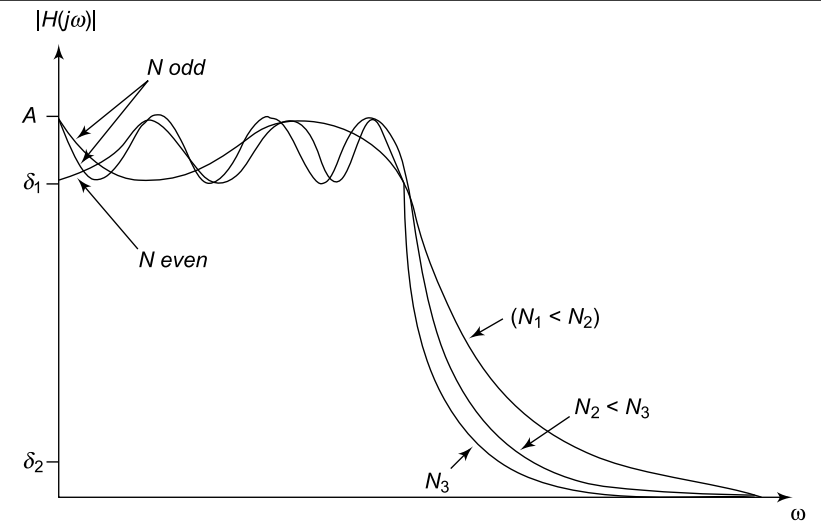 |H(jω)|
N odd
A
δ1
N even
(N1 < N2)
N2 < N3
δ2
N3
ω